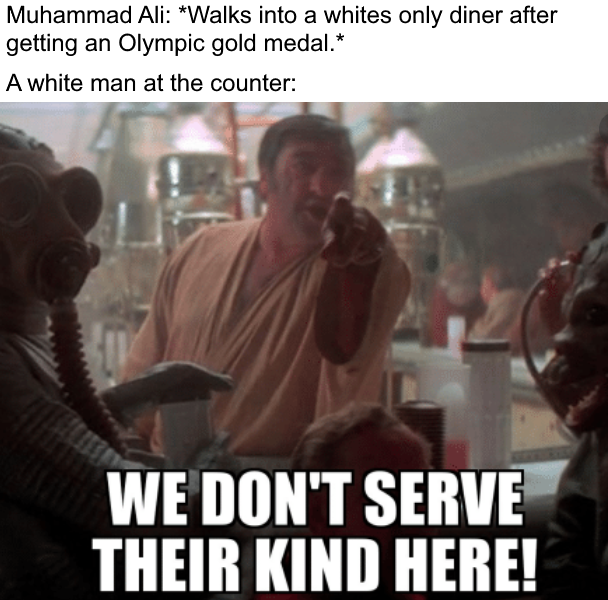 Muhammad Ali: *Walks into a whites only diner after
getting an Olympic gold medal.*
A white man at the counter:
WE DON'T SERVE
THEIR KIND HERE!